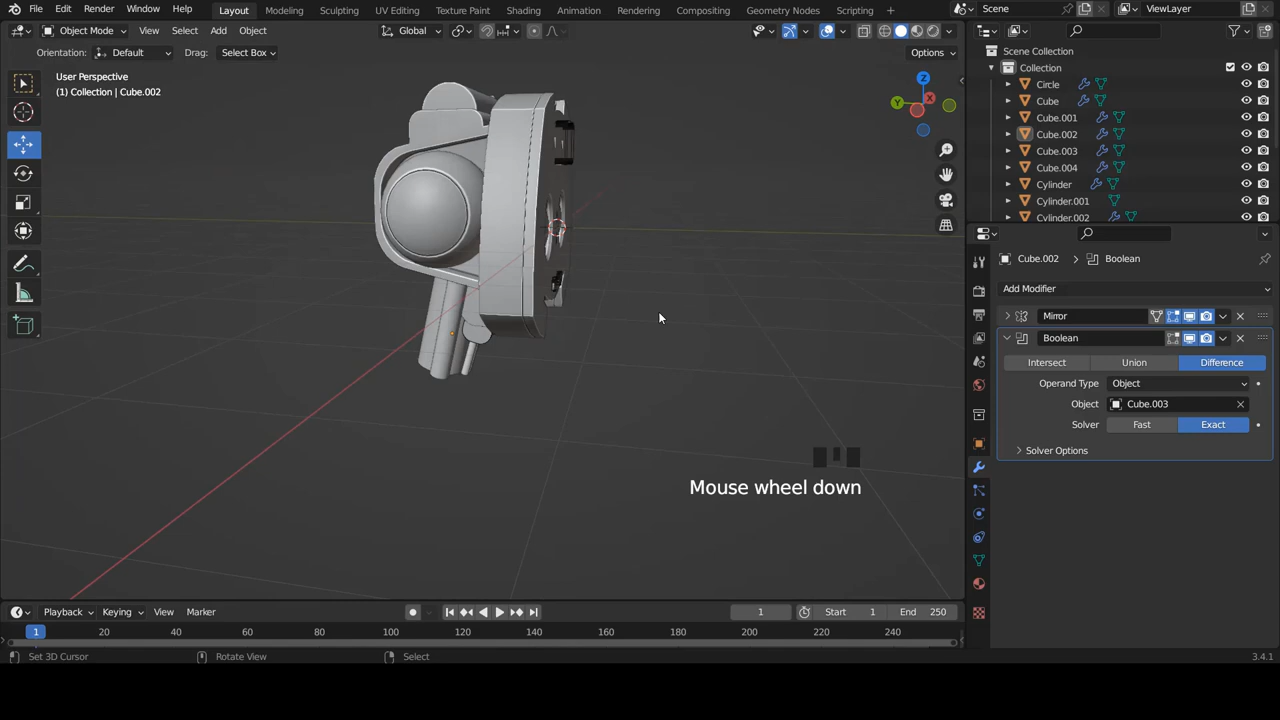 File Edit Render Window Help Layout Modeling Sculpting UV Editing Texture Paint Shading Animation Rendering Compositing Geometry Nodes Scripting Scene ViewLayer
Object Mode View Select Add Object Global
Orientation: Default Drag: Select Box Options
User Perspective
(1) Collection | Cube.002
Z
Y
X
Scene Collection
Collection
Circle
Cube
Cube.001
Cube.002
Cube.003
Cube.004
Cylinder
Cylinder.001
Cylinder.002
Cube.002 > Boolean
Add Modifier
Mirror
Boolean
Intersect Union Difference
Operand Type Object
Object Cube.003
Solver Fast Exact
Solver Options
Mouse wheel down
Playback Keying View Marker 1 Start 1 End 250
1 20 40 60 80 100 120 140 160 180 200 220 240
Set 3D Cursor Rotate View Select 3.4.1